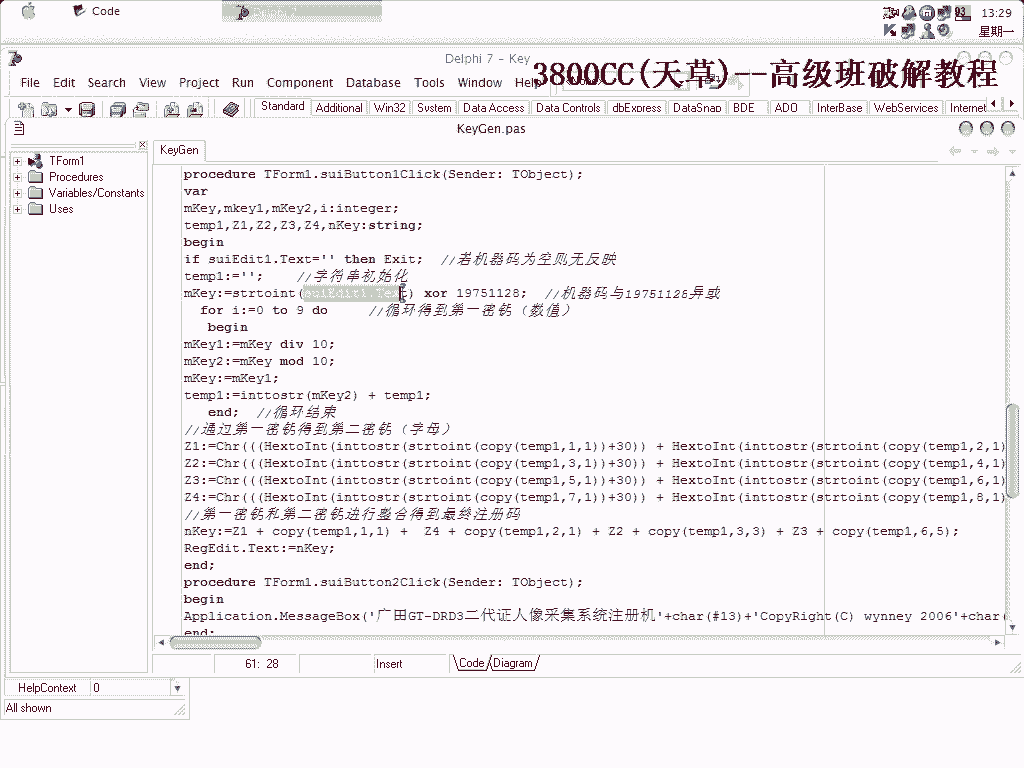 Code
Delphi 7
93
13:29
星期一
Delphi 7 - Key
3800CC(天草)--高级班破解教程
File Edit Search View Project Run Component Database Tools Window Help
Standard Additional Win32 System Data Access Data Controls dbExpress DataSnap BDE ADO InterBase WebServices Internet
KeyGen.pas
KeyGen
TForm1
Procedures
Variables/Constants
Uses
procedure TForm1.suiButton1Click(Sender: TObject);
var
mKey,mkey1,mKey2,i:integer;
temp1,Z1,Z2,Z3,Z4,nKey:string;
begin
if suiEdit1.Text='' then Exit;  //若机器码为空则无反映
temp1:='';    //字符串初始化
mKey:=strtoint(suiEdit1.Text) xor 19751128;  //机器码与19751128异或
for i:=0 to 9 do     //循环得到第一密钥（数值）
begin
mKey1:=mKey div 10;
mKey2:=mKey mod 10;
mKey:=mKey1;
temp1:=inttostr(mKey2) + temp1;
end;  //循环结束
//通过第一密钥得到第二密钥（字母）
Z1:=Chr(((HextoInt(inttostr(strtoint(copy(temp1,1,1))+30)) + HextoInt(inttostr(strtoint(copy(temp1,2,1)
Z2:=Chr(((HextoInt(inttostr(strtoint(copy(temp1,3,1))+30)) + HextoInt(inttostr(strtoint(copy(temp1,4,1)
Z3:=Chr(((HextoInt(inttostr(strtoint(copy(temp1,5,1))+30)) + HextoInt(inttostr(strtoint(copy(temp1,6,1)
Z4:=Chr(((HextoInt(inttostr(strtoint(copy(temp1,7,1))+30)) + HextoInt(inttostr(strtoint(copy(temp1,8,1)
//第一密钥和第二密钥进行整合得到最终注册码
nKey:=Z1 + copy(temp1,1,1) +  Z4 + copy(temp1,2,1) + Z2 + copy(temp1,3,3) + Z3 + copy(temp1,6,5);
RegEdit.Text:=nKey;
end;
procedure TForm1.suiButton2Click(Sender: TObject);
begin
Application.MessageBox('广田GT-DRD3二代证人像采集系统注册机'+char(#13)+'CopyRight(C) wynney 2006'+char(
end;
61: 28
Insert
Code Diagram
HelpContext 0
All shown